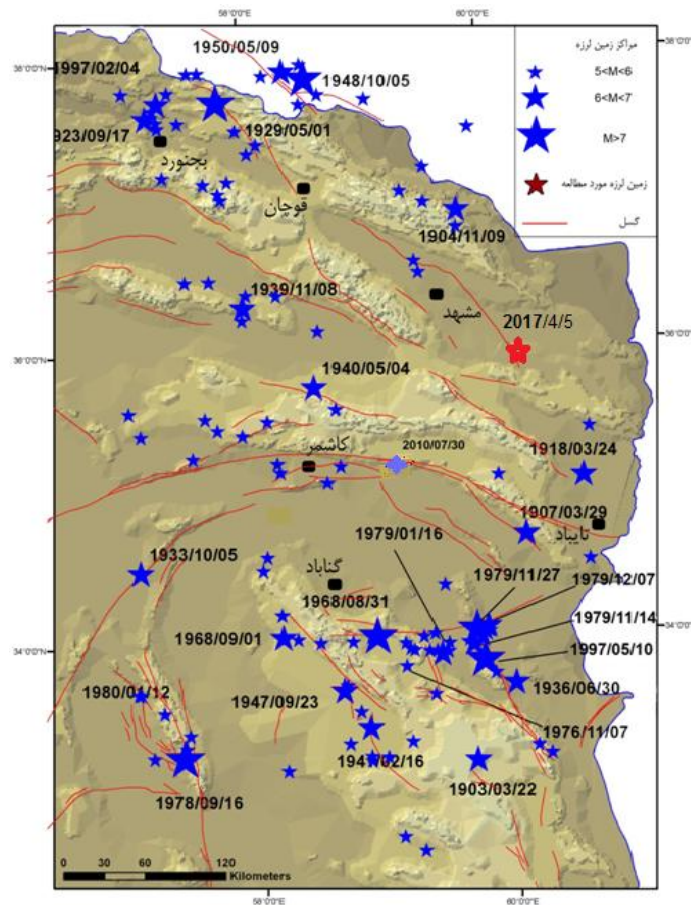 58°0'0"E
60°0'0"E
38°0'0"N
38°0'0"N
1950/05/09
1948/10/05
1997/02/04
1923/09/17
1929/05/01
بجنورد
قوچان
1904/11/09
مراکز زمین لرزه
5<M<6
6<M<7
M>7
زمین لرزه مورد مطالعه
گسل
1939/11/08
مشهد
2017/4/5
36°0'0"N
36°0'0"N
1940/05/04
کاشمر
2010/07/30
1918/03/24
1907/03/29
تایباد
1979/01/16
1933/10/05
گناباد
1979/11/27
1979/12/07
1968/08/31
1979/11/14
34°0'0"N
34°0'0"N
1968/09/01
1997/05/10
1980/01/12
1936/06/30
1947/09/23
1976/11/07
1941/02/16
1903/03/22
1978/09/16
0 30 60 120
Kilometers
58°0'0"E
60°0'0"E